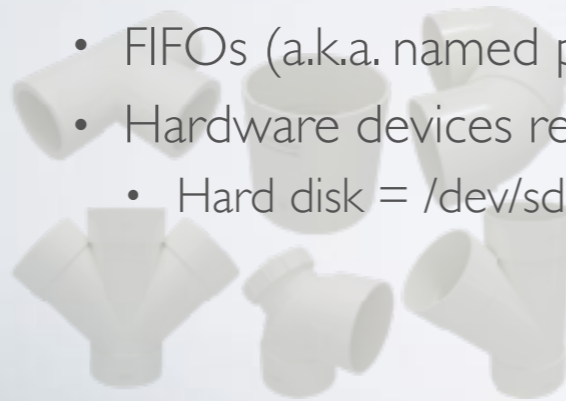 • FIFOs (a.k.a. named p
• Hardware devices re
• Hard disk = /dev/sd